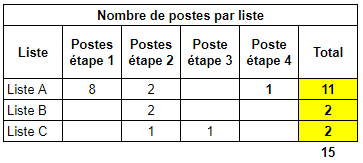 Nombre de postes par liste
Liste Postes étape 1 Postes étape 2 Poste étape 3 Poste étape 4 Total
Liste A 8 2 1 11
Liste B 2 2
Liste C 1 1 2
15